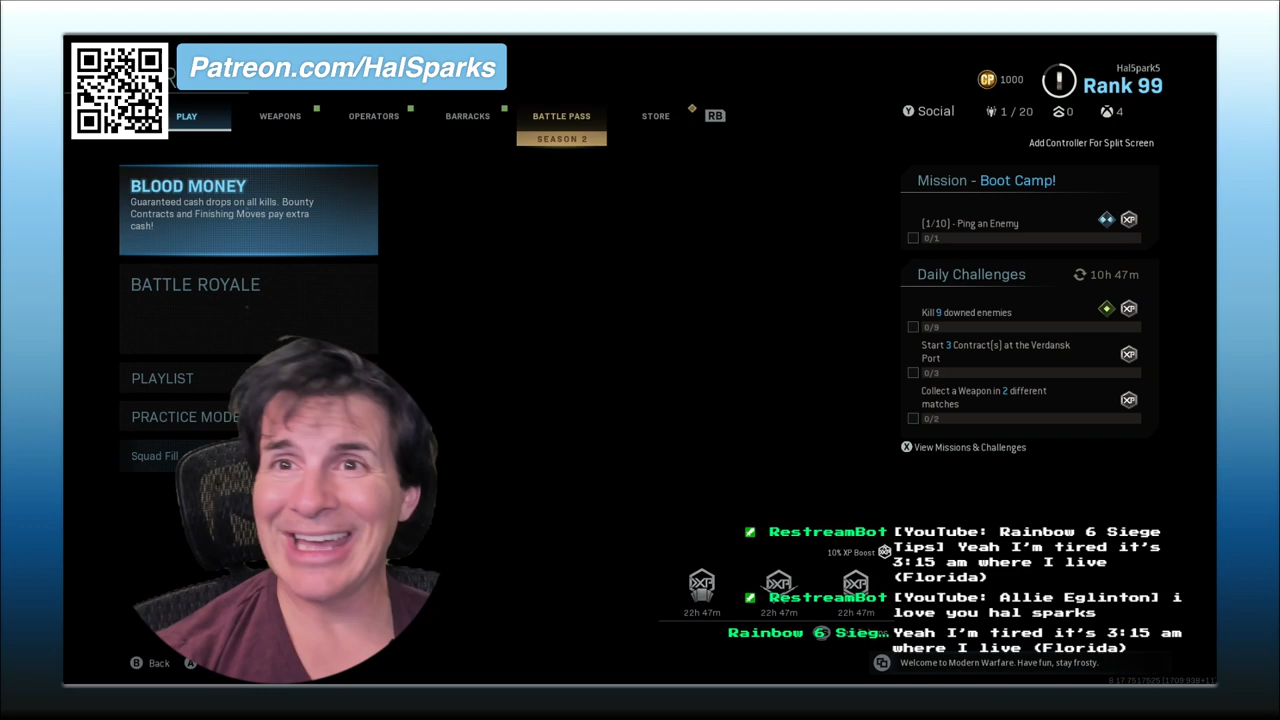 Patreon.com/HalSparks
PLAY
WEAPONS
OPERATORS
BARRACKS
BATTLE PASS
SEASON 2
STORE
RB
CP 1000
HalSpark5
Rank 99
Y Social
1 / 20
0
4
Add Controller For Split Screen
BLOOD MONEY
Guaranteed cash drops on all kills. Bounty
Contracts and Finishing Moves pay extra
cash!
BATTLE ROYALE
PLAYLIST
PRACTICE MODE
Squad Fill
B Back
A
Mission - Boot Camp!
[1/10] - Ping an Enemy
XP
0/1
Daily Challenges
10h 47m
Kill 9 downed enemies
XP
0/9
Start 3 Contract(s) at the Verdansk
Port
XP
0/3
Collect a Weapon in 2 different
matches
XP
0/2
X View Missions & Challenges
10% XP Boost
22h 47m
22h 47m
22h 47m
RestreamBot [YouTube: Rainbow 6 Siege
Tips] Yeah I'm tired it's
3:15 am where I live
(Florida)
RestreamBot [YouTube: Allie Eglinton] i
love you hal sparks
Rainbow 6 Sieg… Yeah I'm tired it's 3:15 am
where I live (Florida)
Welcome to Modern Warfare. Have fun, stay frosty.